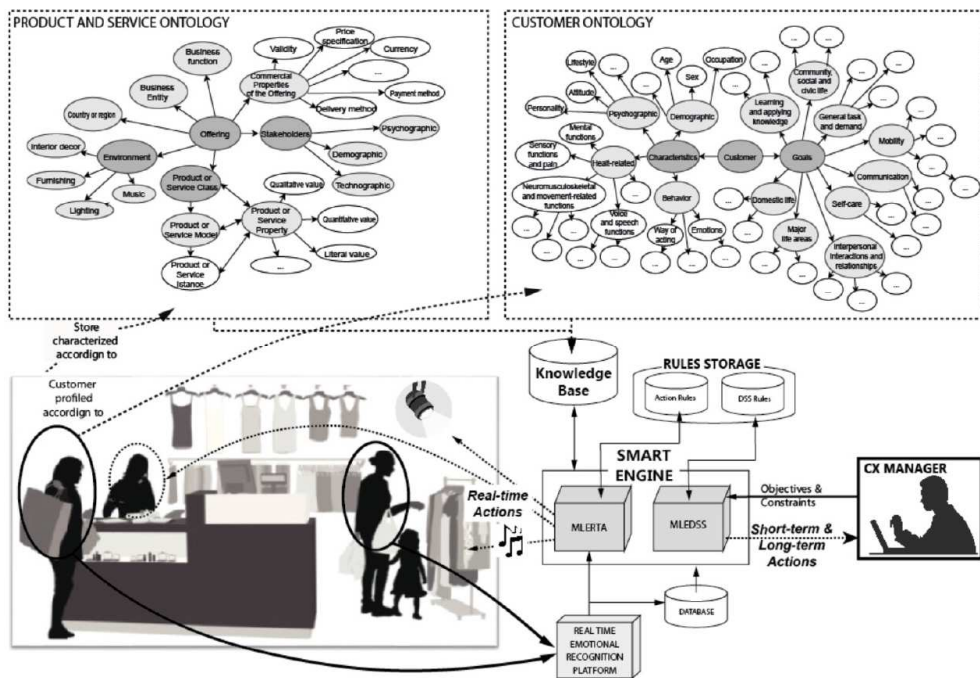 PRODUCT AND SERVICE ONTOLOGY
Business
function
Validity
Price
specification
Currency
Commercial
Properties
of the Offering
...
Payment method
Business
Entity
Delivery method
Country or region
Offering
Stakeholders
Psychographic
Interior decor
Environment
Demographic
Furnishing
Music
Product or
Service Class
Qualitative value
Technographic
Lighting
Product or
Service Model
Product or
Service
Property
Quantitative value
Product or
Service
Istance
...
Literal value
CUSTOMER ONTOLOGY
Lifestyle
Age
Occupation
...
...
...
Attitude
Sex
...
Community,
social and
civic life
...
...
Personality
Psychographic
Demographic
Learning
and applying
knowledge
General task
and demand
...
Mental
functions
...
Mobility
...
Sensory
functions
and pain
Healt-related
Characteristics
Customer
Goals
...
Communication
...
Neuromusculoskeletal
and movement-related
functions
Behavior
Domestic life
Self-care
...
...
...
...
Voice
and speech
functions
Way of
acting
Emotions
...
Major
life areas
Interpersonal
interactions and
relationships
...
...
...
...
...
...
...
...
...
...
...
Store
characterized
accordign to
Customer
profiled
accordign to
Knowledge
Base
RULES STORAGE
Action Rules
DSS Rules
SMART
ENGINE
Real-time
Actions
MLERTA
MLEDSS
Objectives &
Constraints
Short-term &
Long-term
Actions
CX MANAGER
DATABASE
REAL TIME
EMOTIONAL
RECOGNITION
PLATFORM